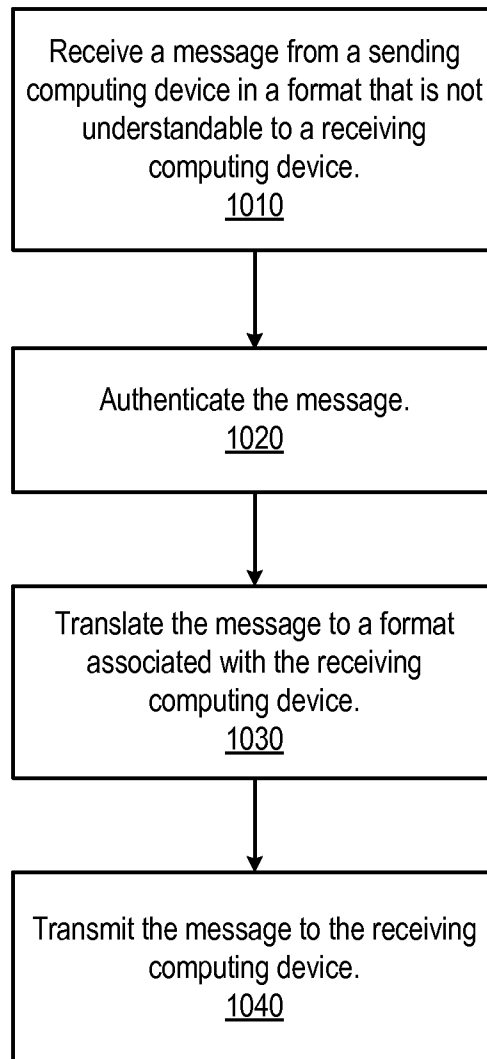 Receive a message from a sending
computing device in a format that is not
understandable to a receiving
computing device.
1010
Authenticate the message.
1020
Translate the message to a format
associated with the receiving
computing device.
1030
Transmit the message to the receiving
computing device.
1040